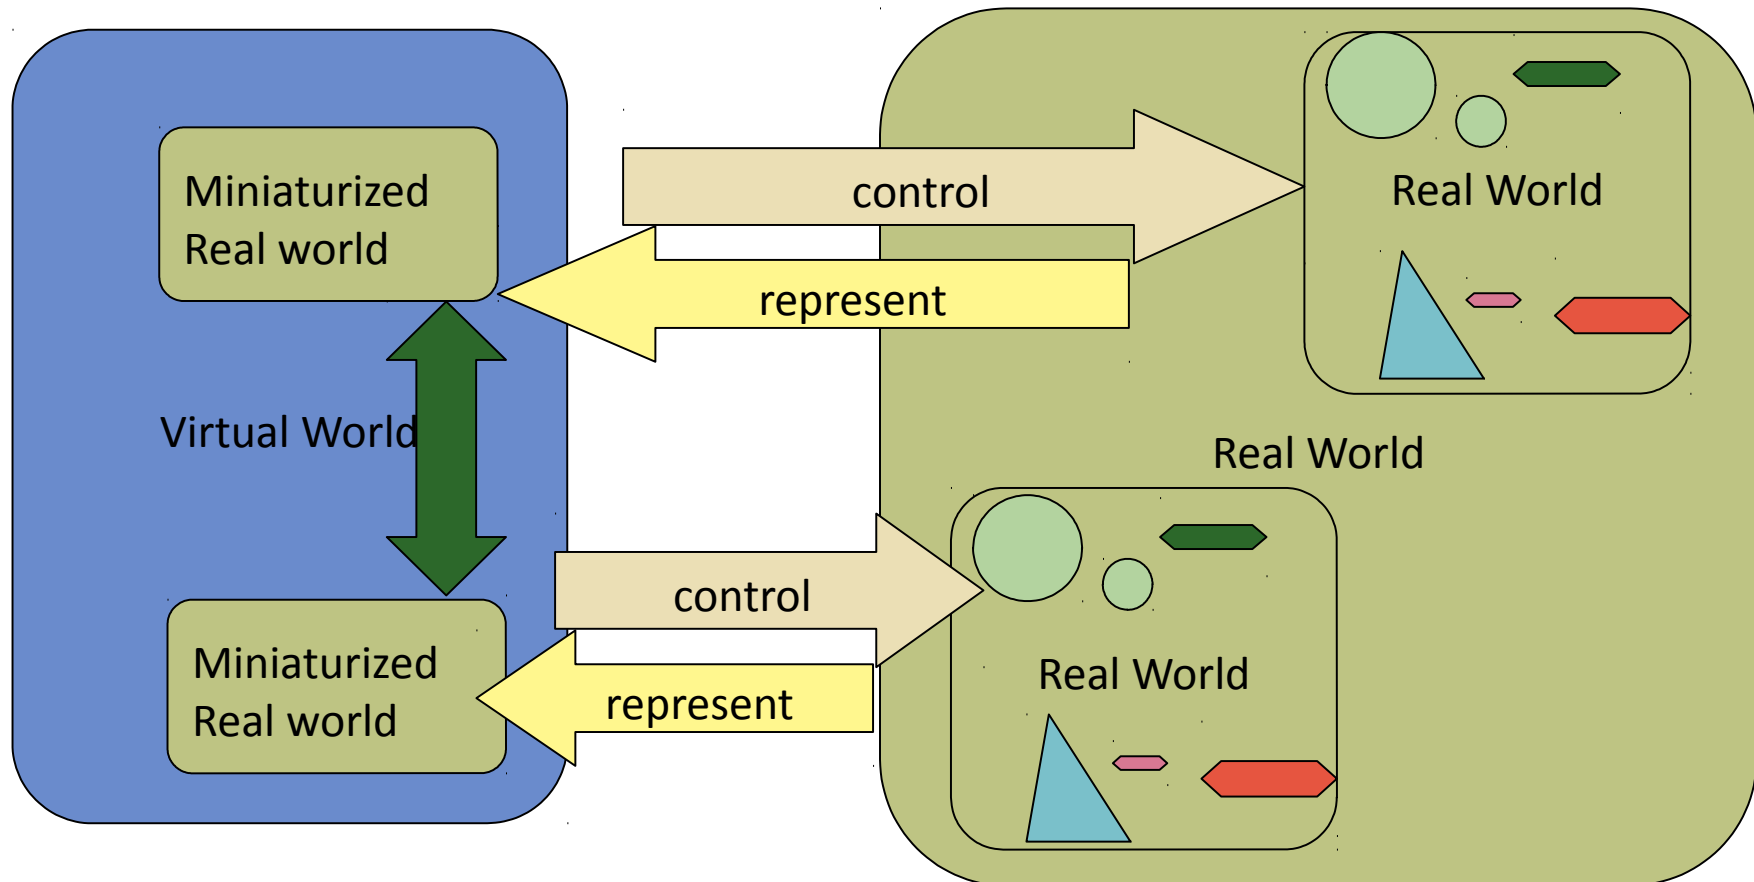 Miniaturized
Real world
control
Real World
represent
Virtual World
Real World
control
Miniaturized
Real world
represent
Real World